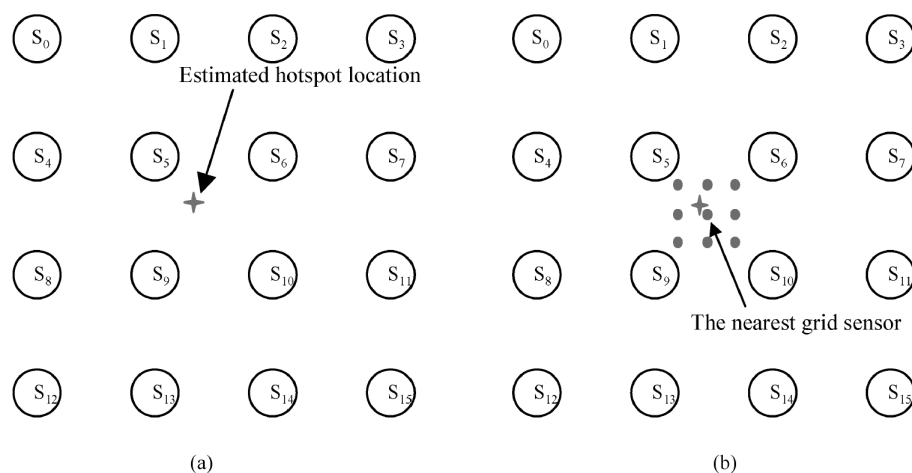 S0 S1 S2 S3 S0 S1 S2 S3
Estimated hotspot location
S4 S5 S6 S7 S4 S5 S6 S7
S8 S9 S10 S11 S8 S9 S10 S11
The nearest grid sensor
S12 S13 S14 S15 S12 S13 S14 S15
(a) (b)